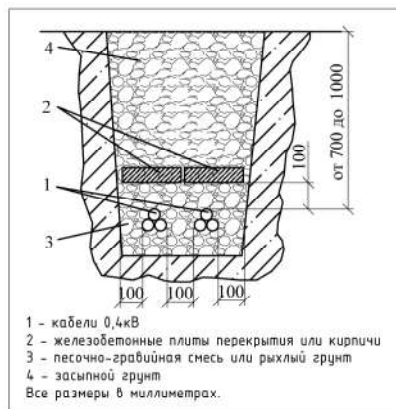 4
2
1
3
100
от 700 до 1000
100
100
100
1 - кабели 0,4кВ
2 - железобетонные плиты перекрытия или кирпичи
3 - песочно-гравийная смесь или рыхлый грунт
4 - засыпной грунт
Все размеры в миллиметрах.